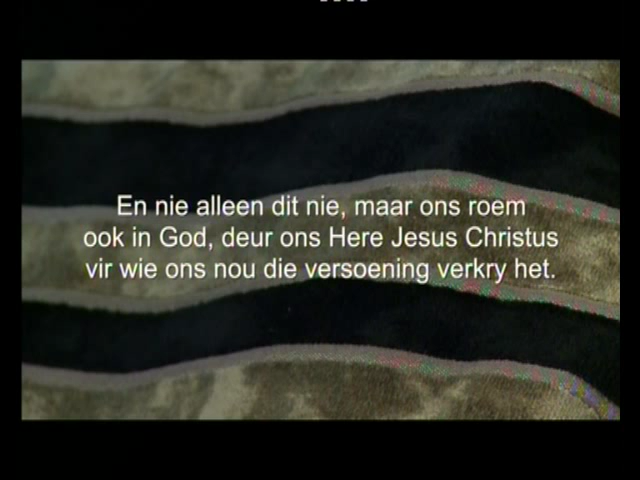 En nie alleen dit nie, maar ons roem
ook in God, deur ons Here Jesus Christus
vir wie ons nou die versoening verkry het.